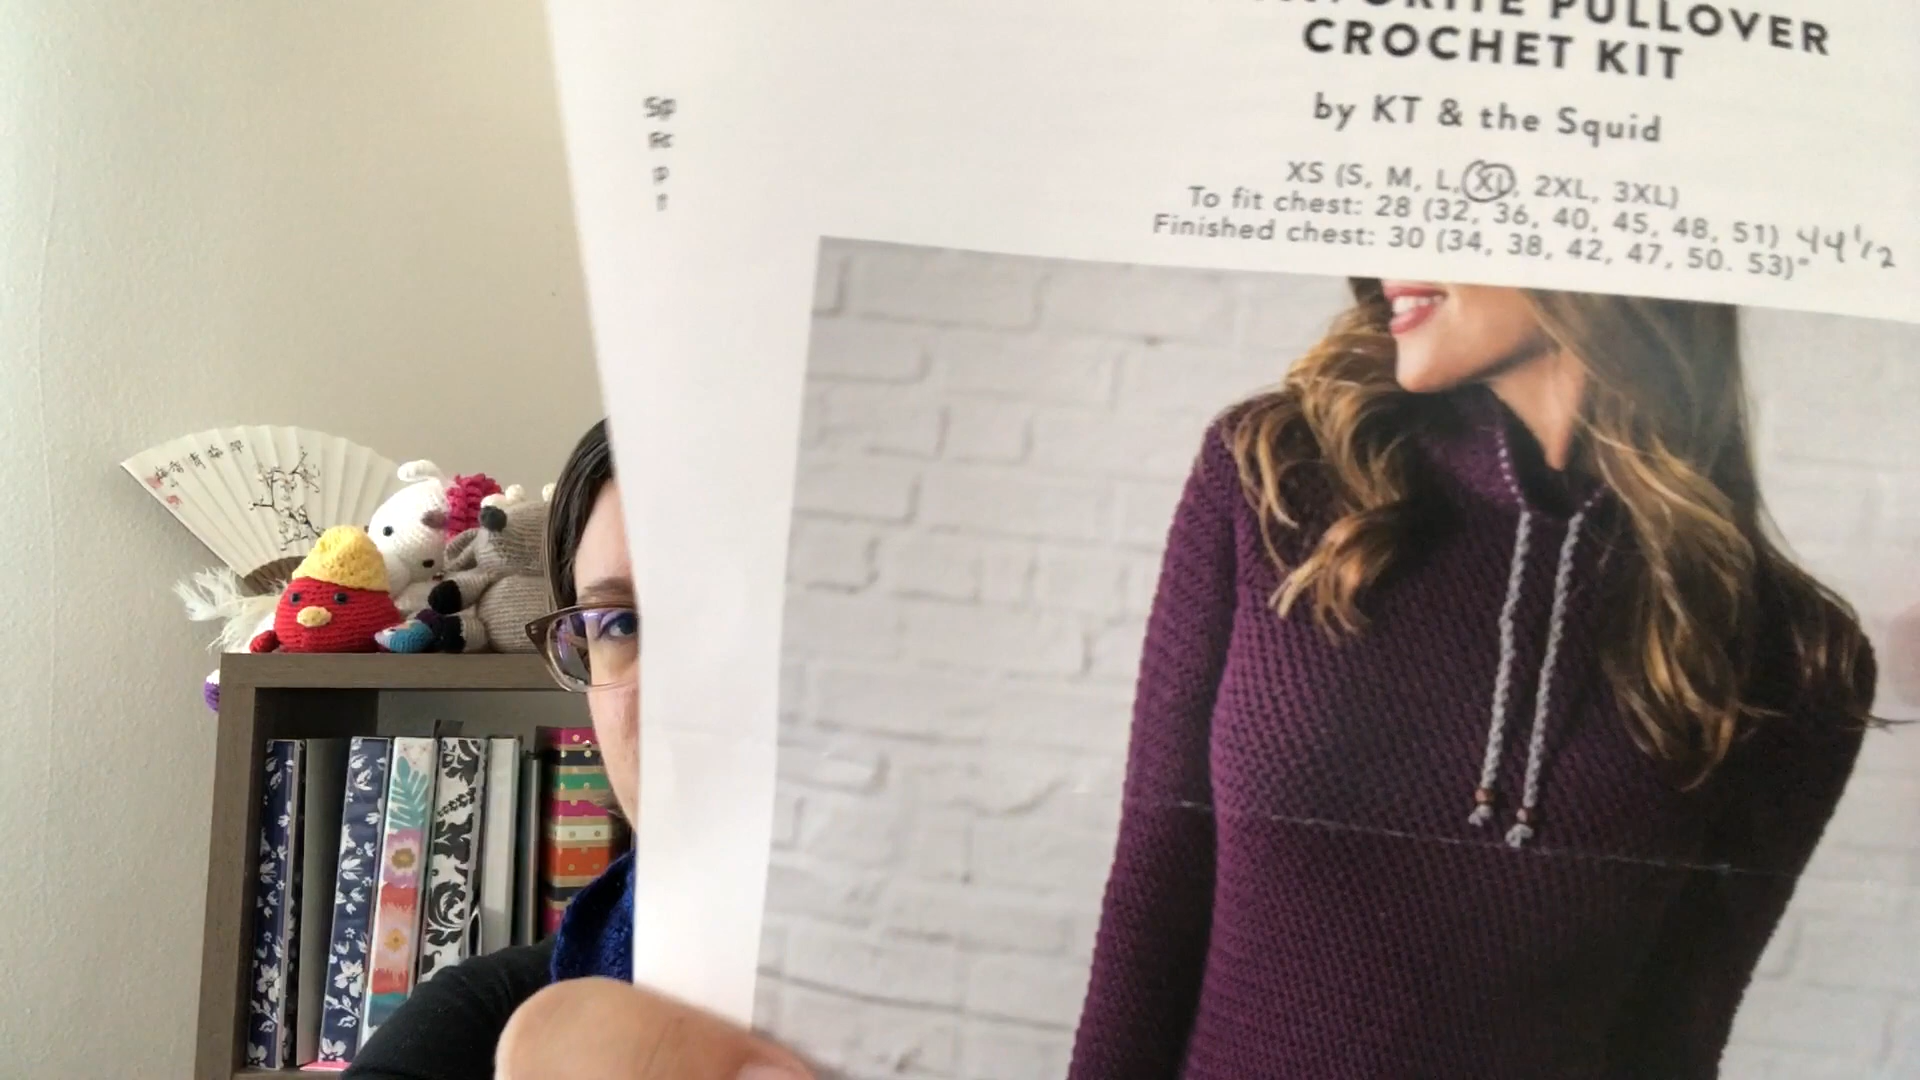 PULLOVER
CROCHET KIT
by KT & the Squid
XS (S, M, L, XL, 2XL, 3XL)
To fit chest: 28 (32, 36, 40, 45, 48, 51) 44 1/2
Finished chest: 30 (34, 38, 42, 47, 50. 53)"